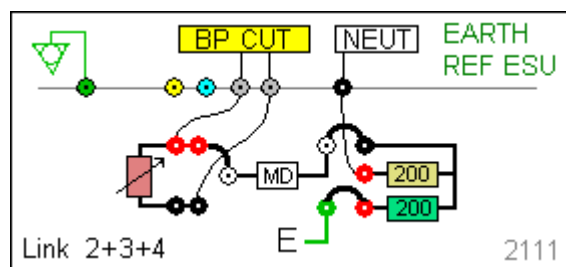 BP CUT
NEUT
EARTH
REF ESU
MD
200
200
E
Link 2+3+4
2111